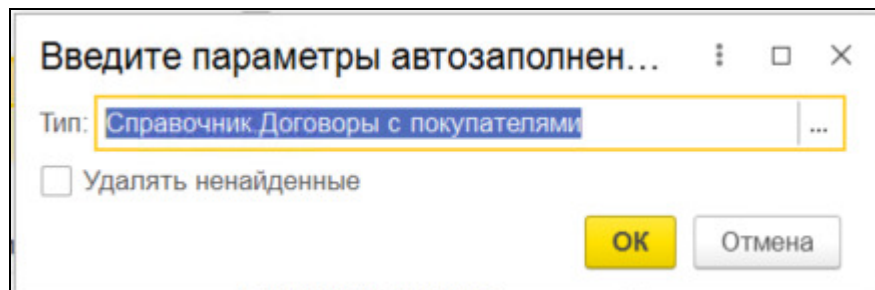 Введите параметры автозаполнен...
Тип: Справочник.Договоры с покупателями ...
Удалять ненайденные
ОК Отмена